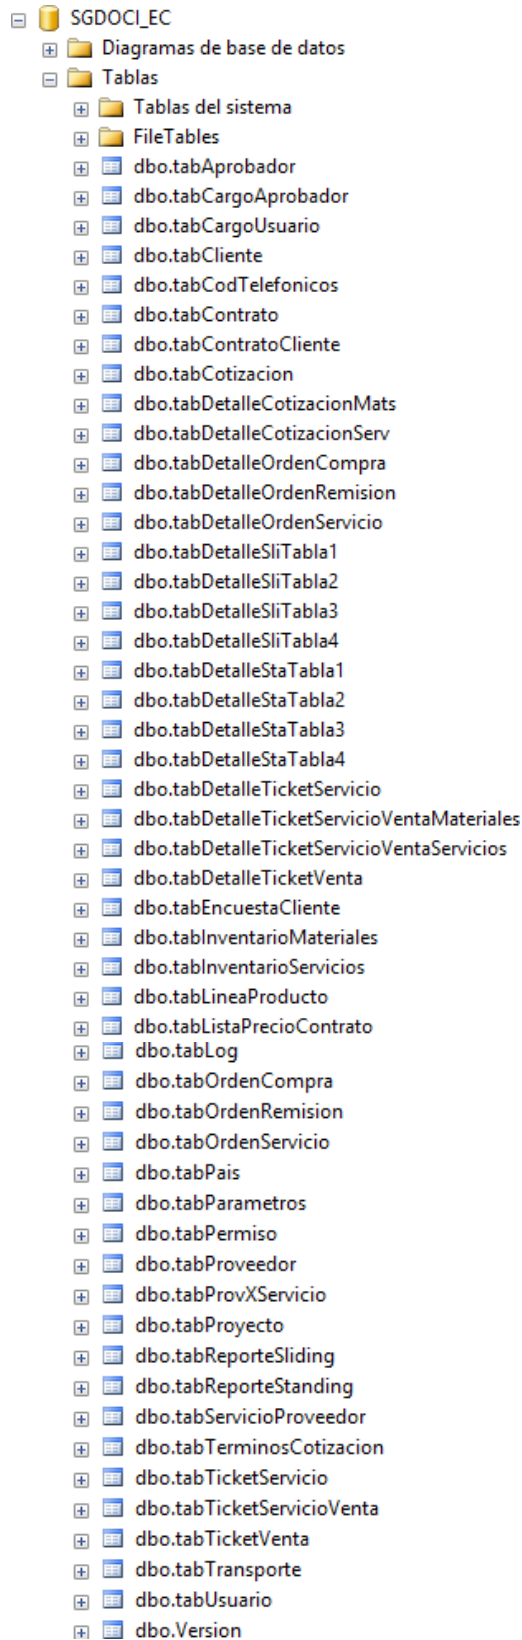 SGDOCI_EC
Diagramas de base de datos
Tablas
Tablas del sistema
FileTables
dbo.tabAprobador
dbo.tabCargoAprobador
dbo.tabCargoUsuario
dbo.tabCliente
dbo.tabCodTelefonicos
dbo.tabContrato
dbo.tabContratoCliente
dbo.tabCotizacion
dbo.tabDetalleCotizacionMats
dbo.tabDetalleCotizacionServ
dbo.tabDetalleOrdenCompra
dbo.tabDetalleOrdenRemision
dbo.tabDetalleOrdenServicio
dbo.tabDetalleSliTabla1
dbo.tabDetalleSliTabla2
dbo.tabDetalleSliTabla3
dbo.tabDetalleSliTabla4
dbo.tabDetalleStaTabla1
dbo.tabDetalleStaTabla2
dbo.tabDetalleStaTabla3
dbo.tabDetalleStaTabla4
dbo.tabDetalleTicketServicio
dbo.tabDetalleTicketServicioVentaMateriales
dbo.tabDetalleTicketServicioVentaServicios
dbo.tabDetalleTicketVenta
dbo.tabEncuestaCliente
dbo.tabInventarioMateriales
dbo.tabInventarioServicios
dbo.tabLineaProducto
dbo.tabListaPrecioContrato
dbo.tabLog
dbo.tabOrdenCompra
dbo.tabOrdenRemision
dbo.tabOrdenServicio
dbo.tabPais
dbo.tabParametros
dbo.tabPermiso
dbo.tabProveedor
dbo.tabProvXServicio
dbo.tabProyecto
dbo.tabReporteSliding
dbo.tabReporteStanding
dbo.tabServicioProveedor
dbo.tabTerminosCotizacion
dbo.tabTicketServicio
dbo.tabTicketServicioVenta
dbo.tabTicketVenta
dbo.tabTransporte
dbo.tabUsuario
dbo.Version